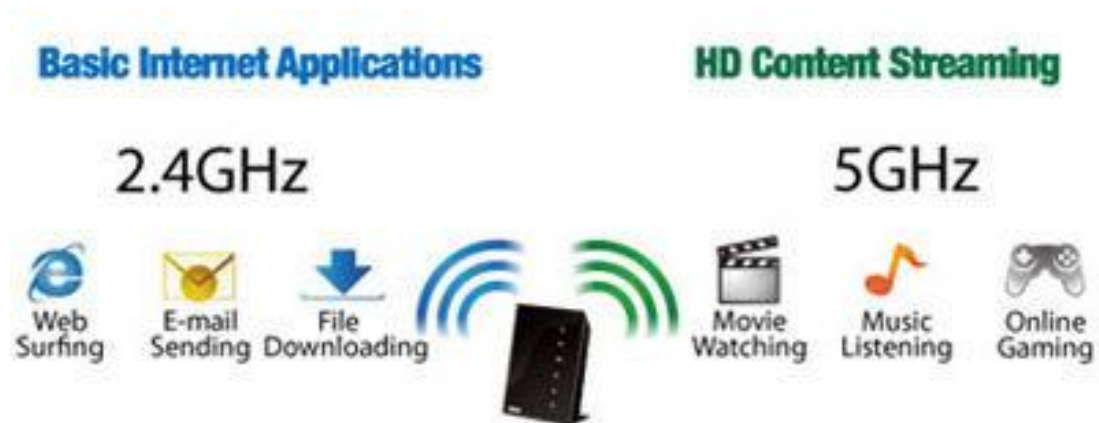 Basic Internet Applications
HD Content Streaming
2.4GHz
5GHz
Web
Surfing
E-mail
Sending
File
Downloading
Movie
Watching
Music
Listening
Online
Gaming